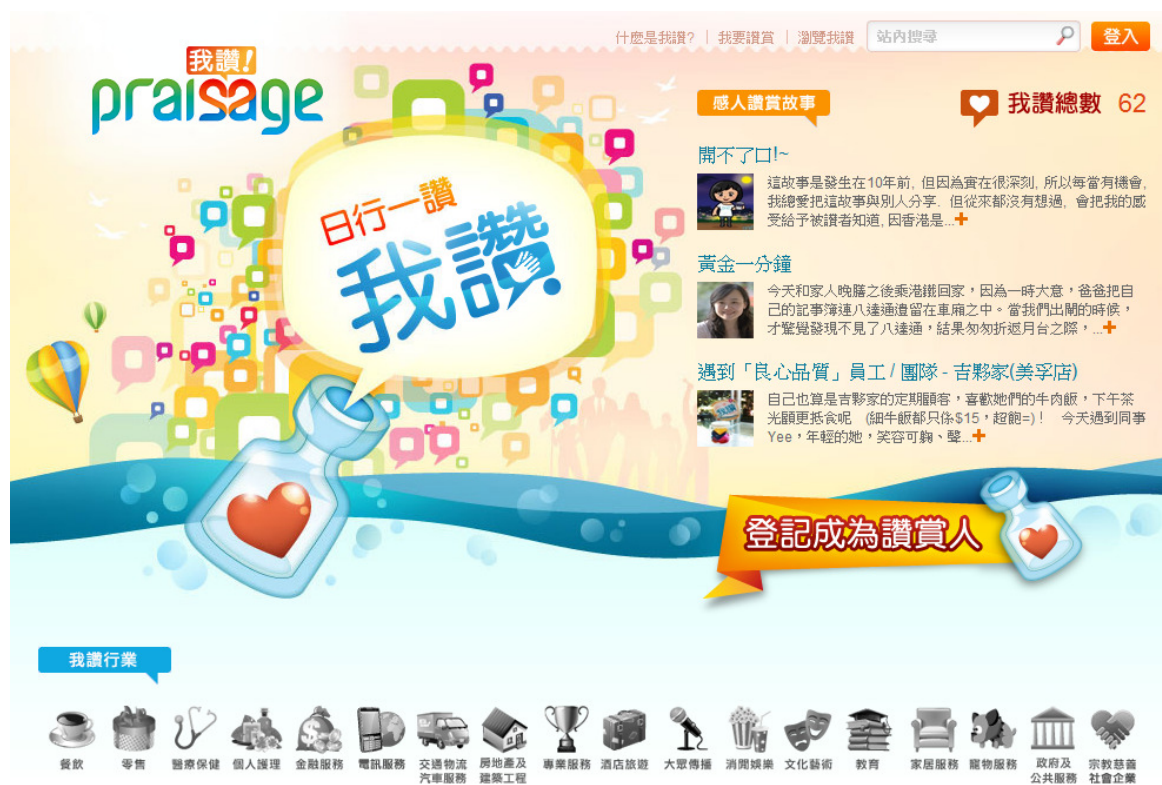 什麼是我讚? | 我要讚賞 | 瀏覽我讚
站內搜尋
登入
我讚!
praisage
日行一讚
我讚
感人讚賞故事
我讚總數 62
開不了口!~
這故事是發生在10年前, 但因為實在很深刻, 所以每當有機會,
我總愛把這故事與別人分享. 但從來都沒有想過, 會把我的感
受給予被讚者知道, 因香港是...
黃金一分鐘
今天和家人晚膳之後乘港鐵回家，因為一時大意，爸爸把自
己的記事簿連八達通遺留在車廂之中。當我們出閘的時候，
才驚覺發現不見了八達通，結果匆匆折返月台之際，...
遇到「良心品質」員工 / 團隊 - 吉野家(美孚店)
自己也算是吉野家的定期顧客，喜歡她們的牛肉飯，下午茶
光顧更抵食呢 (細牛飯都只係$15，超飽=)！ 今天遇到同事
Yee，年輕的她，笑容可掬、聲...
登記成為讚賞人
我讚行業
餐飲
零售
醫療保健
個人護理
金融服務
電訊服務
交通物流
汽車服務
房地產及
建築工程
專業服務
酒店旅遊
大眾傳播
消閒娛樂
文化藝術
教育
家居服務
寵物服務
政府及
公共服務
宗教慈善
社會企業